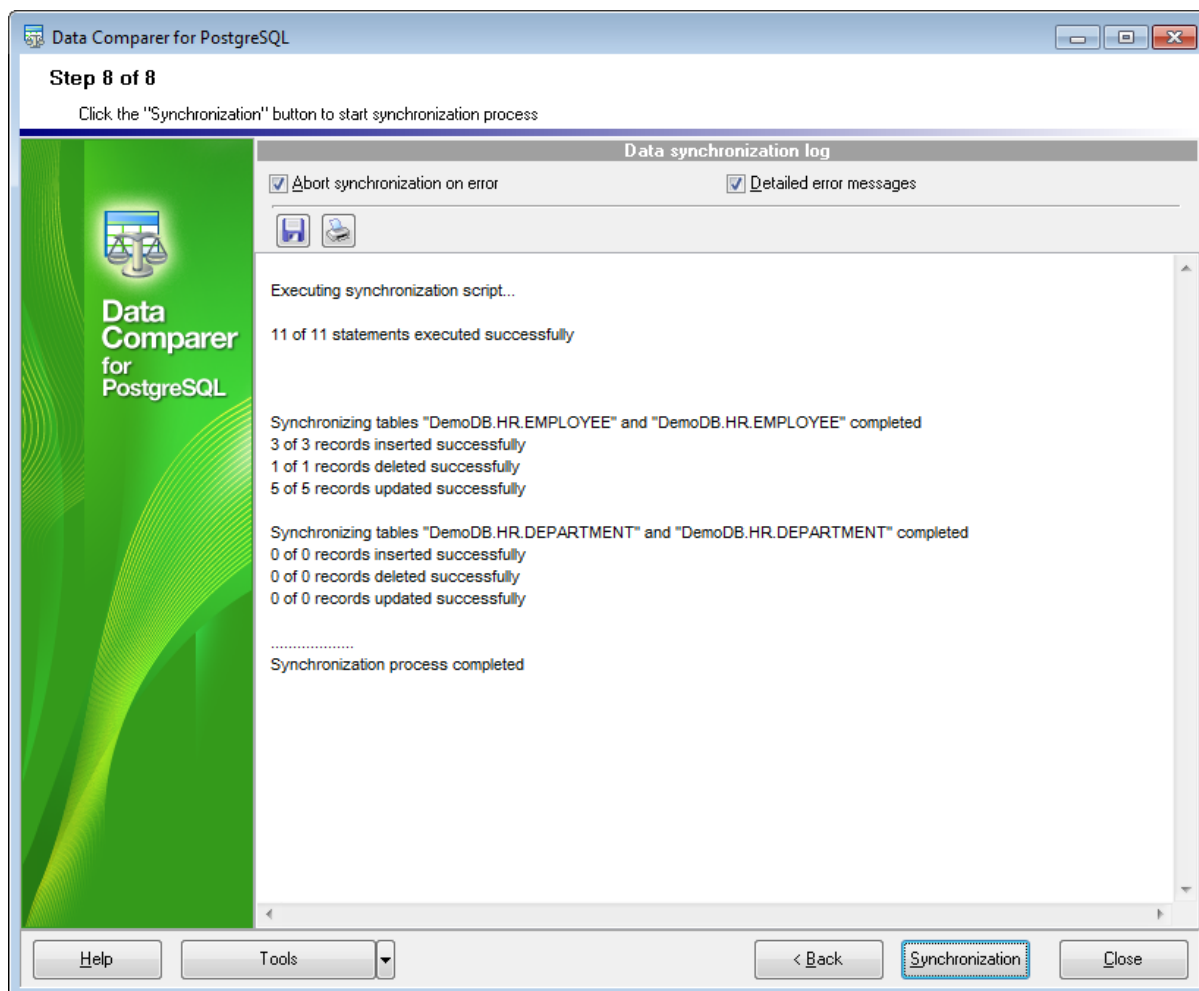 Data Comparer for PostgreSQL
Step 8 of 8
Click the "Synchronization" button to start synchronization process
Data synchronization log
Abort synchronization on error
Detailed error messages
Data
Comparer
for
PostgreSQL
Executing synchronization script...
11 of 11 statements executed successfully
Synchronizing tables "DemoDB.HR.EMPLOYEE" and "DemoDB.HR.EMPLOYEE" completed
3 of 3 records inserted successfully
1 of 1 records deleted successfully
5 of 5 records updated successfully
Synchronizing tables "DemoDB.HR.DEPARTMENT" and "DemoDB.HR.DEPARTMENT" completed
0 of 0 records inserted successfully
0 of 0 records deleted successfully
0 of 0 records updated successfully
...................
Synchronization process completed
Help
Tools
< Back
Synchronization
Close